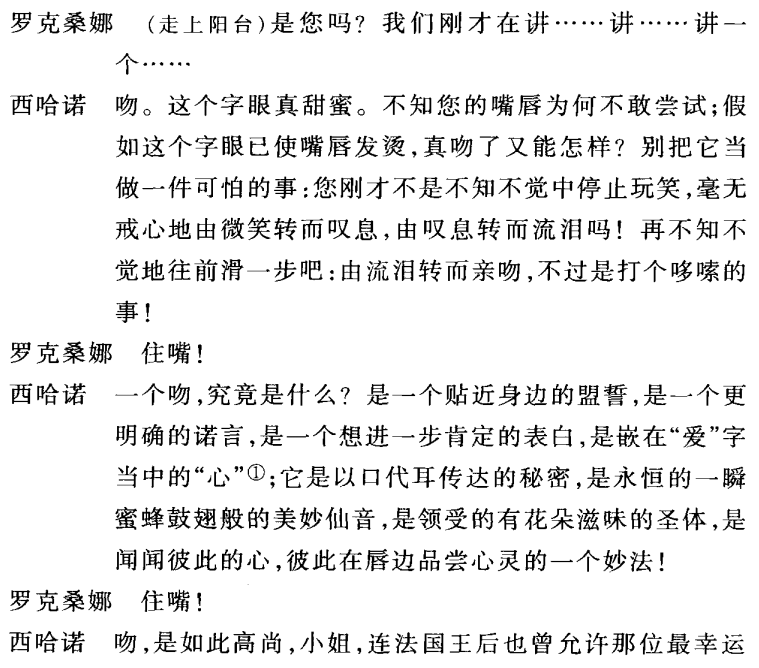 罗克桑娜　(走上阳台)是您吗？我们刚才在讲……讲……讲一
个……
西哈诺　吻。这个字眼真甜蜜。不知您的嘴唇为何不敢尝试；假
如这个字眼已使嘴唇发烫，真吻了又能怎样？别把它当
做一件可怕的事：您刚才不是不知不觉中停止玩笑，毫无
戒心地由微笑转而叹息，由叹息转而流泪吗！再不知不
觉地往前滑一步吧：由流泪转而亲吻，不过是打个哆嗦的
事！
罗克桑娜　住嘴！
西哈诺　一个吻，究竟是什么？是一个贴近身边的盟誓，是一个更
明确的诺言，是一个想进一步肯定的表白，是嵌在“爱”字
当中的“心”①；它是以口代耳传达的秘密，是永恒的一瞬
蜜蜂鼓翅般的美妙仙音，是领受的有花朵滋味的圣体，是
闻闻彼此的心，彼此在唇边品尝心灵的一个妙法！
罗克桑娜　住嘴！
西哈诺　吻，是如此高尚，小姐，连法国王后也曾允许那位最幸运